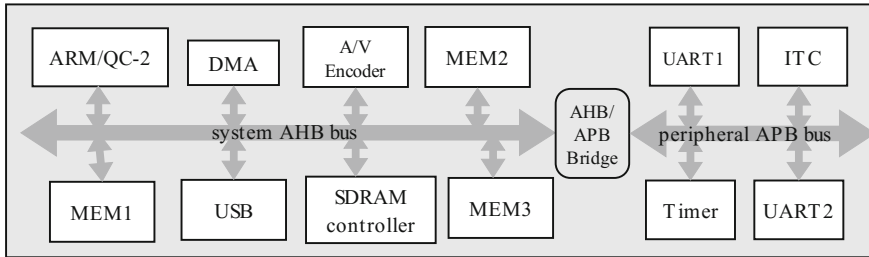 ARM/QC-2
DMA
A/V
Encoder
MEM2
UART1
ITC
system AHB bus
AHB/
APB
Bridge
peripheral APB bus
MEM1
USB
SDRAM
controller
MEM3
Timer
UART2